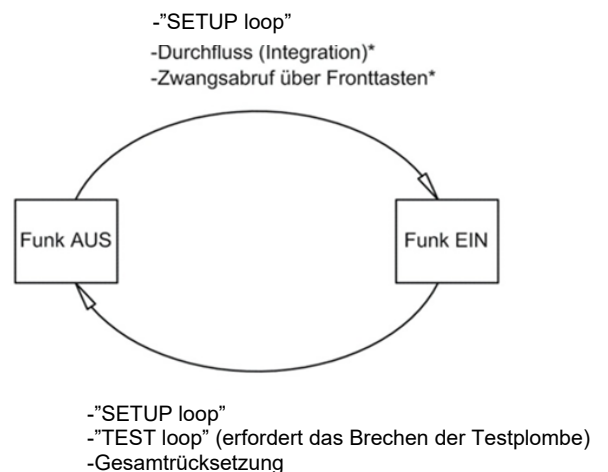 -"SETUP loop"
-Durchfluss (Integration)*
-Zwangsabruf über Fronttasten*
Funk AUS
Funk EIN
-"SETUP loop"
-"TEST loop" (erfordert das Brechen der Testplombe)
-Gesamtrücksetzung